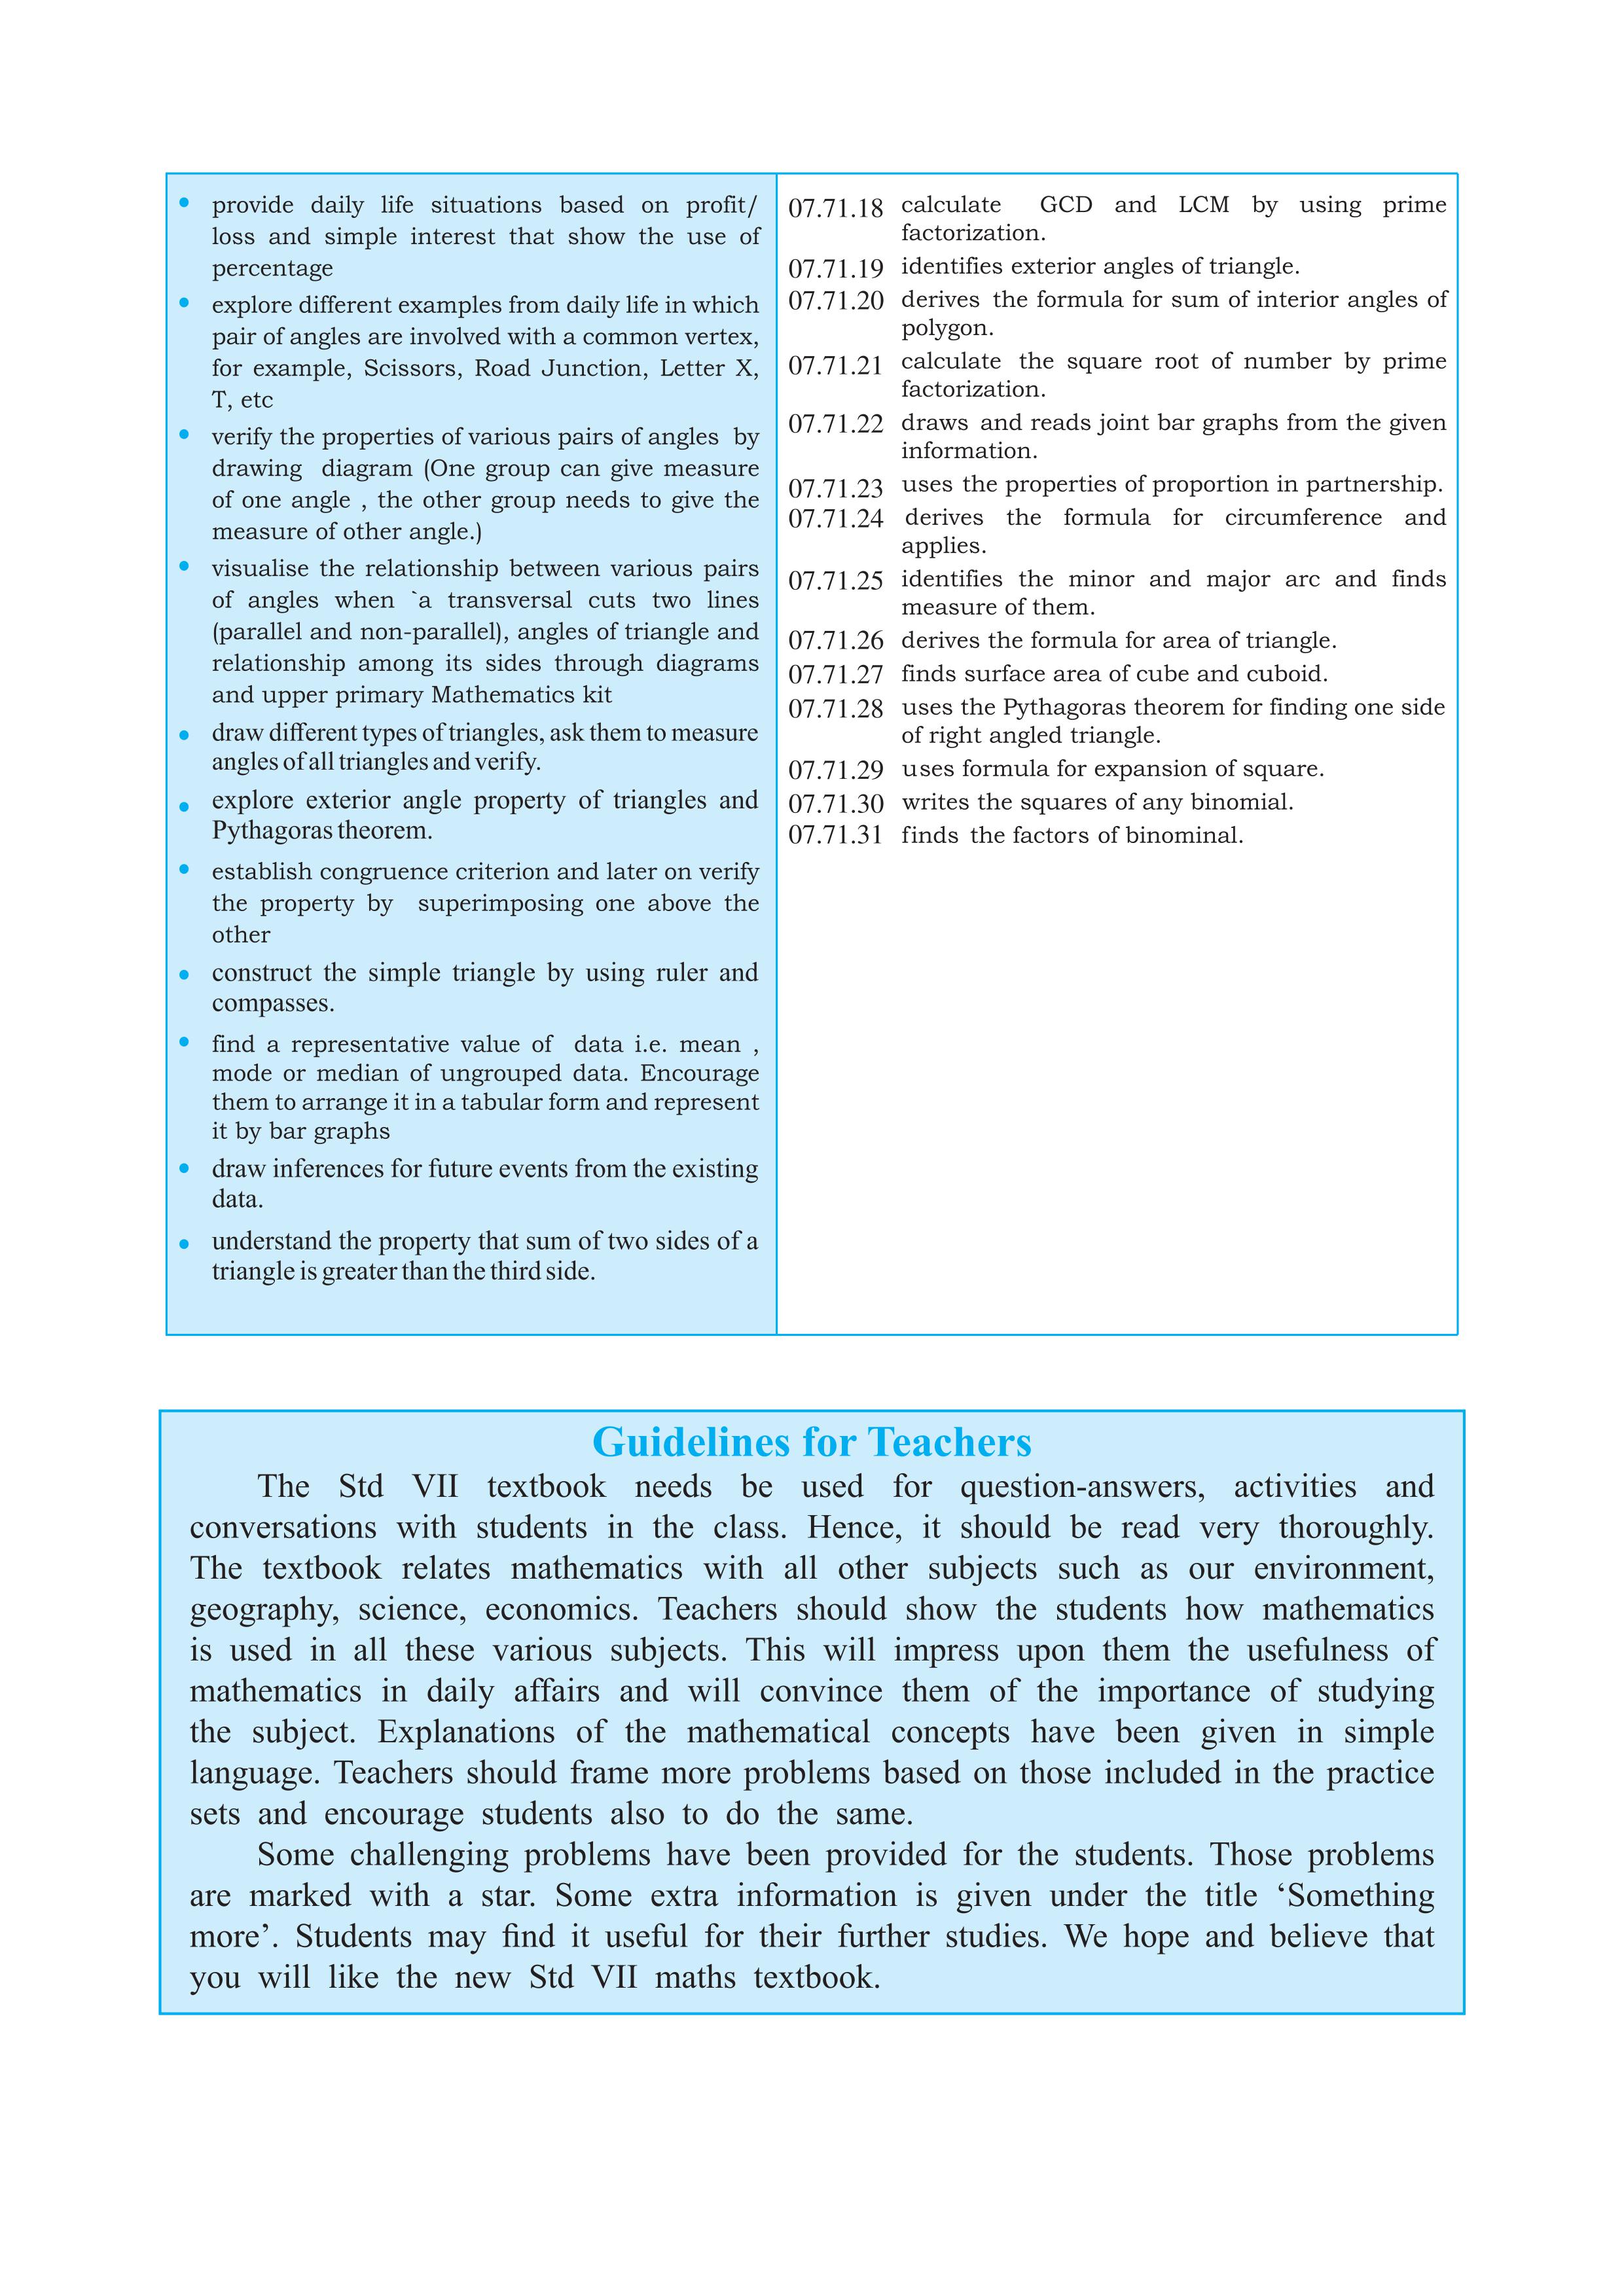 • provide daily life situations based on profit/
loss and simple interest that show the use of
percentage
• explore different examples from daily life in which
pair of angles are involved with a common vertex,
for example, Scissors, Road Junction, Letter X,
T, etc
• verify the properties of various pairs of angles by
drawing diagram (One group can give measure
of one angle , the other group needs to give the
measure of other angle.)
• visualise the relationship between various pairs
of angles when `a transversal cuts two lines
(parallel and non-parallel), angles of triangle and
relationship among its sides through diagrams
and upper primary Mathematics kit
• draw different types of triangles, ask them to measure
angles of all triangles and verify.
• explore exterior angle property of triangles and
Pythagoras theorem.
• establish congruence criterion and later on verify
the property by superimposing one above the
other
• construct the simple triangle by using ruler and
compasses.
• find a representative value of data i.e. mean ,
mode or median of ungrouped data. Encourage
them to arrange it in a tabular form and represent
it by bar graphs
• draw inferences for future events from the existing
data.
• understand the property that sum of two sides of a
triangle is greater than the third side.
07.71.18 calculate GCD and LCM by using prime
factorization.
07.71.19 identifies exterior angles of triangle.
07.71.20 derives the formula for sum of interior angles of
polygon.
07.71.21 calculate the square root of number by prime
factorization.
07.71.22 draws and reads joint bar graphs from the given
information.
07.71.23 uses the properties of proportion in partnership.
07.71.24 derives the formula for circumference and
applies.
07.71.25 identifies the minor and major arc and finds
measure of them.
07.71.26 derives the formula for area of triangle.
07.71.27 finds surface area of cube and cuboid.
07.71.28 uses the Pythagoras theorem for finding one side
of right angled triangle.
07.71.29 uses formula for expansion of square.
07.71.30 writes the squares of any binomial.
07.71.31 finds the factors of binominal.
Guidelines for Teachers
The Std VII textbook needs be used for question-answers, activities and
conversations with students in the class. Hence, it should be read very thoroughly.
The textbook relates mathematics with all other subjects such as our environment,
geography, science, economics. Teachers should show the students how mathematics
is used in all these various subjects. This will impress upon them the usefulness of
mathematics in daily affairs and will convince them of the importance of studying
the subject. Explanations of the mathematical concepts have been given in simple
language. Teachers should frame more problems based on those included in the practice
sets and encourage students also to do the same.
Some challenging problems have been provided for the students. Those problems
are marked with a star. Some extra information is given under the title ‘Something
more’. Students may find it useful for their further studies. We hope and believe that
you will like the new Std VII maths textbook.